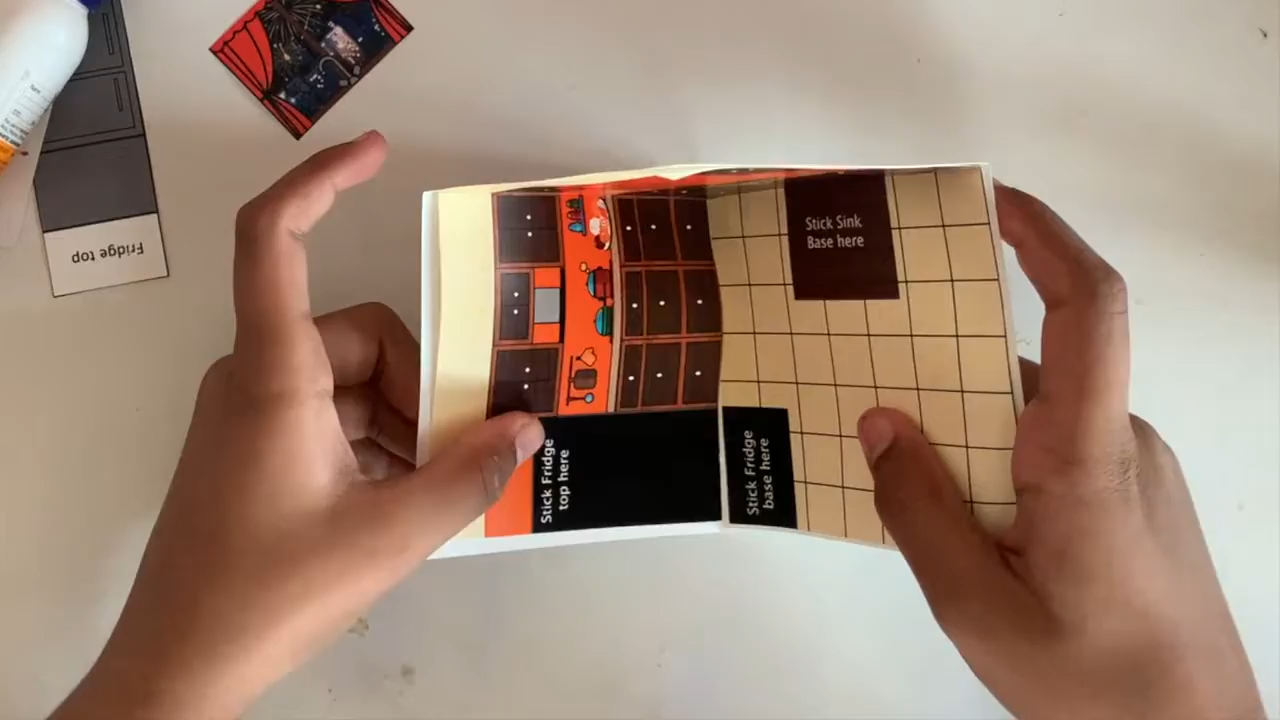 Fridge top
Stick Sink
Base here
Stick Fridge
top here
Stick Fridge
base here